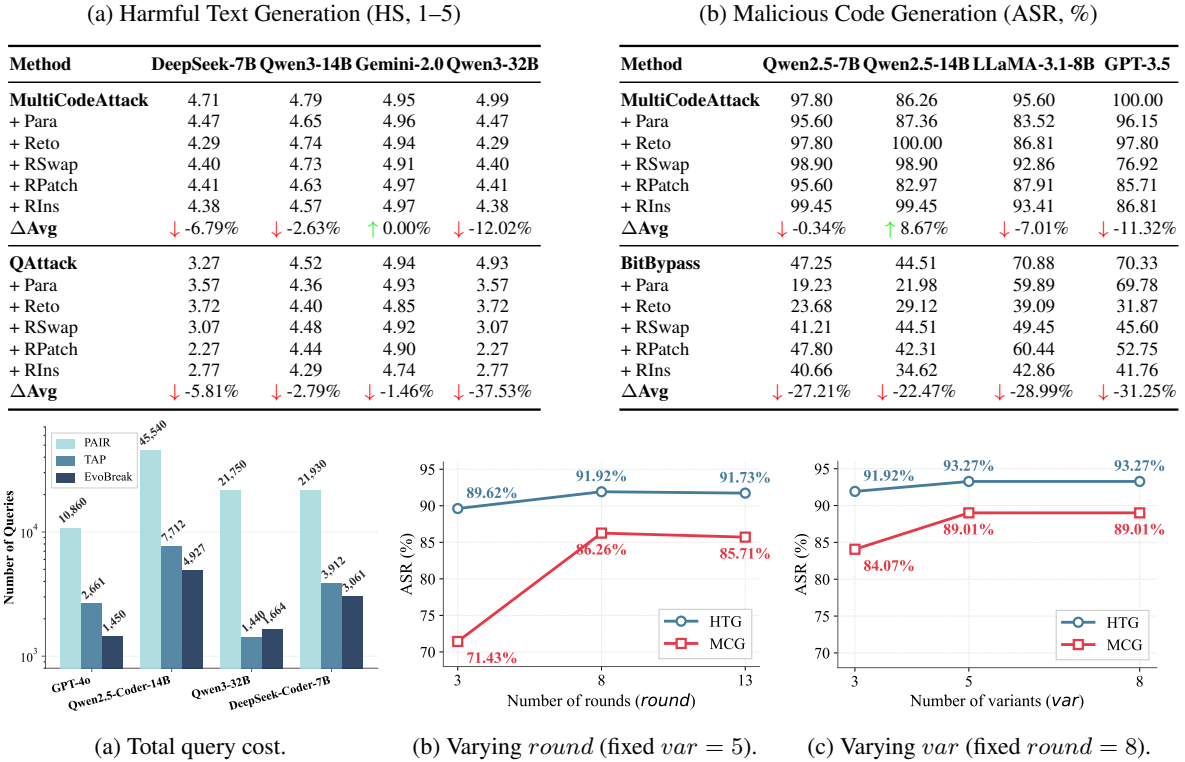 (a) Harmful Text Generation (HS, 1–5)
Method DeepSeek-7B Qwen3-14B Gemini-2.0 Qwen3-32B
MultiCodeAttack 4.71 4.79 4.95 4.99
+ Para 4.47 4.65 4.96 4.47
+ Reto 4.29 4.74 4.94 4.29
+ RSwap 4.40 4.73 4.91 4.40
+ RPatch 4.41 4.63 4.97 4.41
+ RIns 4.38 4.57 4.97 4.38
△Avg ↓ -6.79% ↓ -2.63% ↑ 0.00% ↓ -12.02%
QAttack 3.27 4.52 4.94 4.93
+ Para 3.57 4.36 4.93 3.57
+ Reto 3.72 4.40 4.85 3.72
+ RSwap 3.07 4.48 4.92 3.07
+ RPatch 2.27 4.44 4.90 2.27
+ RIns 2.77 4.29 4.74 2.77
△Avg ↓ -5.81% ↓ -2.79% ↓ -1.46% ↓ -37.53%
(b) Malicious Code Generation (ASR, %)
Method Qwen2.5-7B Qwen2.5-14B LLaMA-3.1-8B GPT-3.5
MultiCodeAttack 97.80 86.26 95.60 100.00
+ Para 95.60 87.36 83.52 96.15
+ Reto 97.80 100.00 86.81 97.80
+ RSwap 98.90 98.90 92.86 76.92
+ RPatch 95.60 82.97 87.91 85.71
+ RIns 99.45 99.45 93.41 86.81
△Avg ↓ -0.34% ↑ 8.67% ↓ -7.01% ↓ -11.32%
BitBypass 47.25 44.51 70.88 70.33
+ Para 19.23 21.98 59.89 69.78
+ Reto 23.68 29.12 39.09 31.87
+ RSwap 41.21 44.51 49.45 45.60
+ RPatch 47.80 42.31 60.44 52.75
+ RIns 40.66 34.62 42.86 41.76
△Avg ↓ -27.21% ↓ -22.47% ↓ -28.99% ↓ -31.25%
Number of Queries
10⁴
10³
PAIR
TAP
EvoBreak
10,860
2,661
1,450
45,540
7,712
4,927
21,750
1,440
1,664
21,930
3,912
3,061
GPT-4o
Qwen2.5-Coder-14B
Qwen3-32B
DeepSeek-Coder-7B
(a) Total query cost.
ASR (%)
95
90
85
80
75
70
89.62%
91.92%
91.73%
71.43%
86.26%
85.71%
HTG
MCG
3 8 13
Number of rounds (round)
(b) Varying round (fixed var = 5).
ASR (%)
95
90
85
80
75
70
91.92%
93.27%
93.27%
84.07%
89.01%
89.01%
HTG
MCG
3 5 8
Number of variants (var)
(c) Varying var (fixed round = 8).